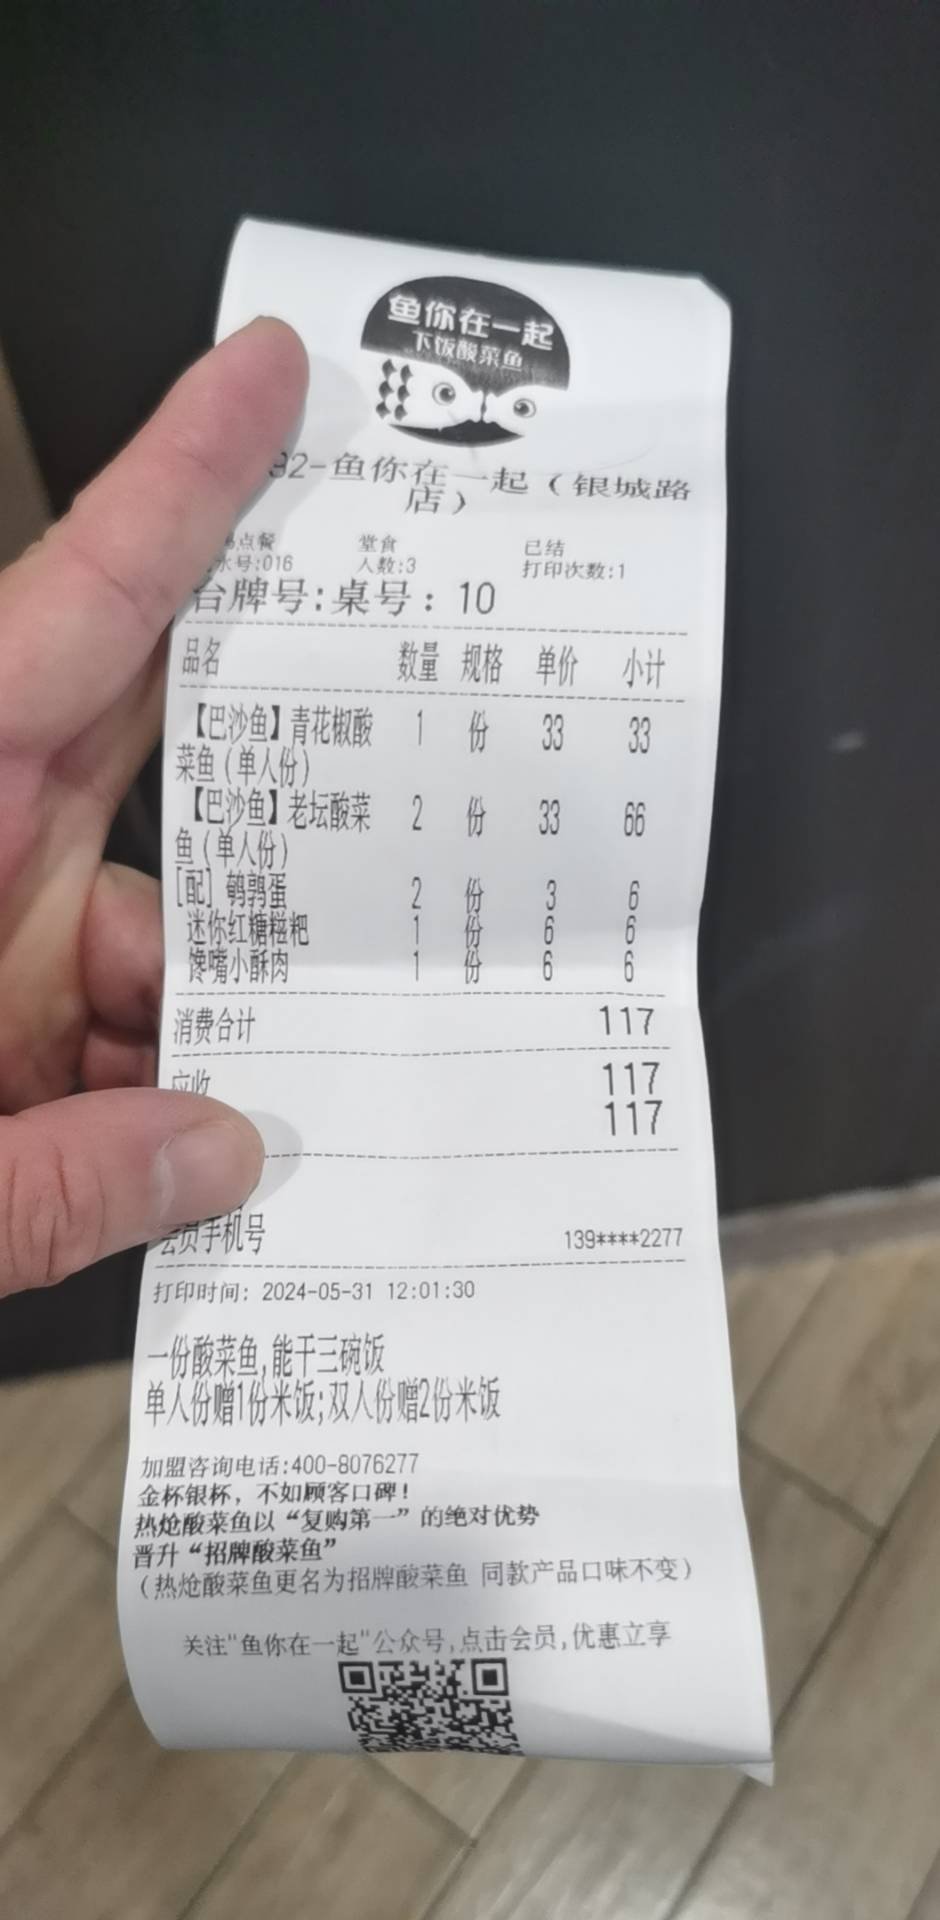 鱼你在一起
下饭酸菜鱼
82-鱼你在一起（银城路
店）
点餐 堂食 已结
水号:016 人数:3 打印次数:1
台牌号:桌号：10
品名 数量 规格 单价 小计
【巴沙鱼】青花椒酸 1 份 33 33
菜鱼(单人份)
【巴沙鱼】老坛酸菜 2 份 33 66
鱼(单人份)
[配] 鹌鹑蛋 2 份 3 6
迷你红糖糍粑 1 份 6 6
馋嘴小酥肉 1 份 6 6
消费合计 117
应收 117
117
会员手机号 139****2277
打印时间: 2024-05-31 12:01:30
一份酸菜鱼,能干三碗饭
单人份赠1份米饭;双人份赠2份米饭
加盟咨询电话:400-8076277
金杯银杯，不如顾客口碑！
热炝酸菜鱼以“复购第一”的绝对优势
晋升“招牌酸菜鱼”
（热炝酸菜鱼更名为招牌酸菜鱼 同款产品口味不变）
关注"鱼你在一起"公众号,点击会员,优惠立享